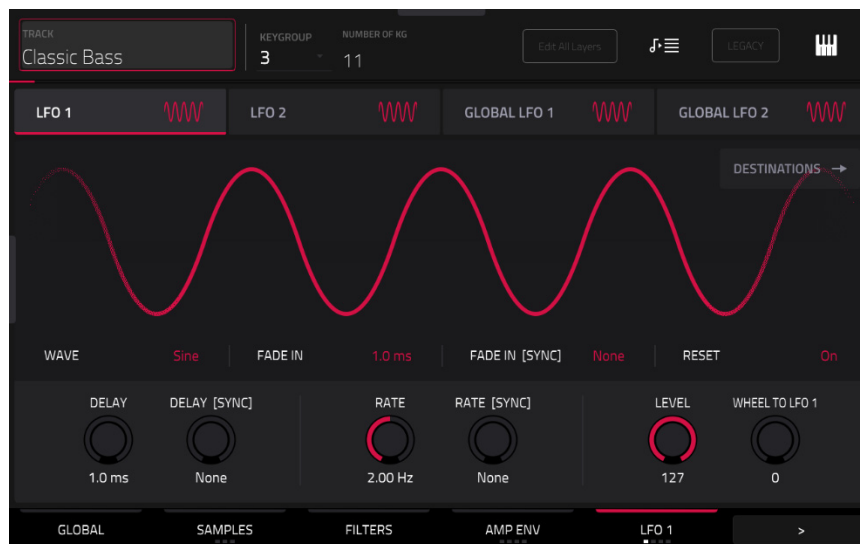 TRACK
Classic Bass
KEYGROUP
3
NUMBER OF KG
11
Edit All Layers
LEGACY
LFO 1
LFO 2
GLOBAL LFO 1
GLOBAL LFO 2
DESTINATIONS →
WAVE Sine
FADE IN 1.0 ms
FADE IN [SYNC] None
RESET On
DELAY
1.0 ms
DELAY [SYNC]
None
RATE
2.00 Hz
RATE [SYNC]
None
LEVEL
127
WHEEL TO LFO 1
0
GLOBAL
SAMPLES
FILTERS
AMP ENV
LFO 1
>